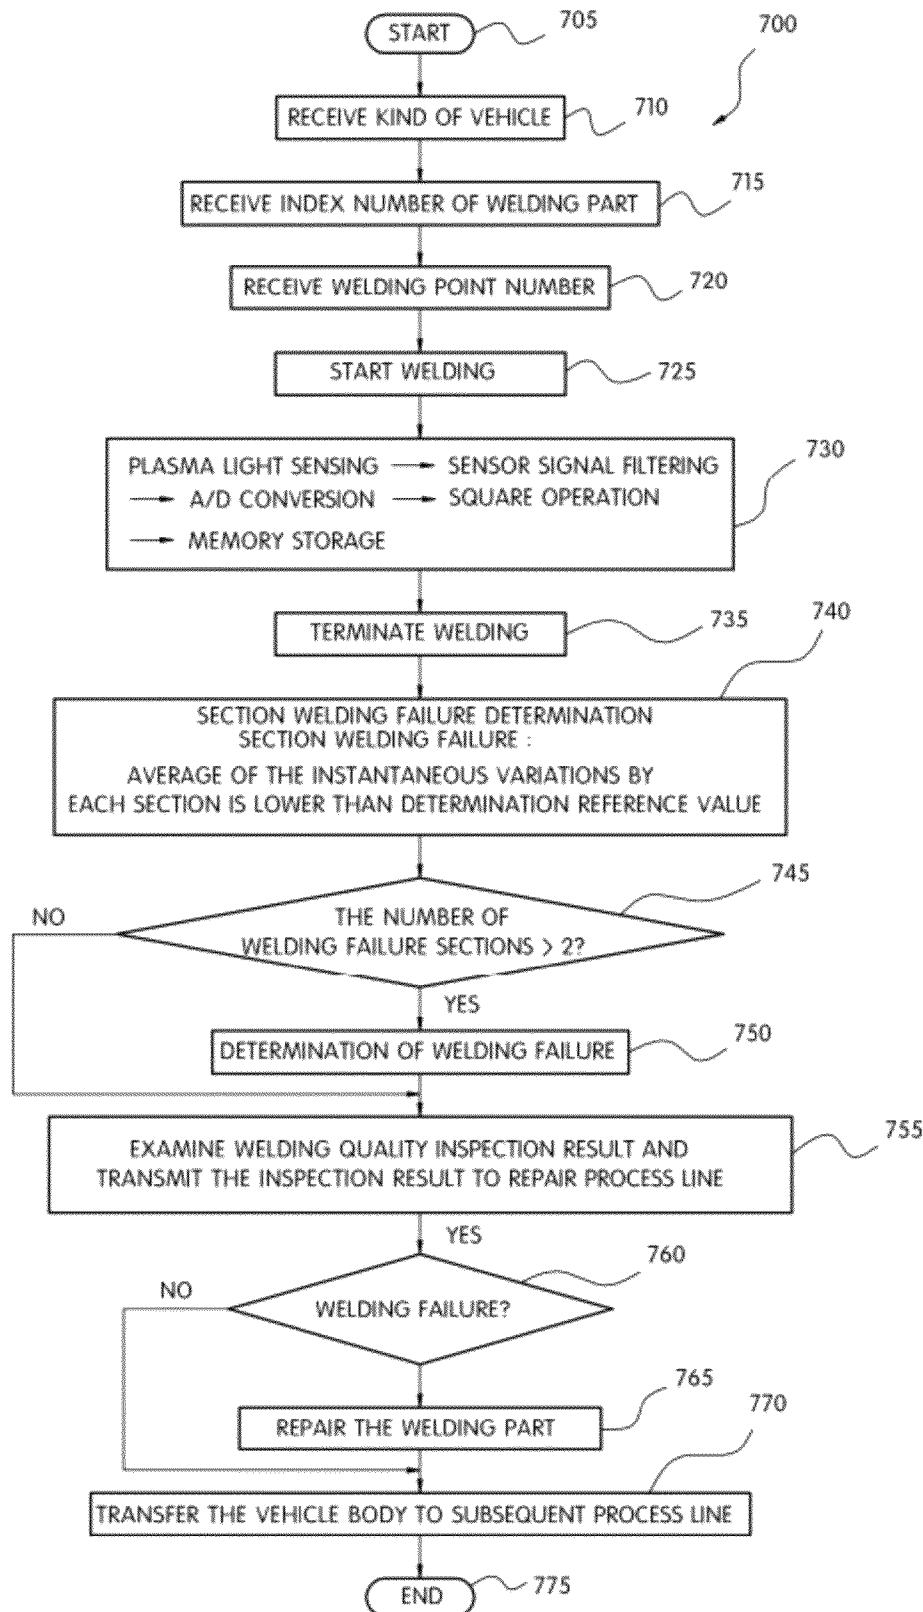 START
705
700
RECEIVE KIND OF VEHICLE
710
RECEIVE INDEX NUMBER OF WELDING PART
715
RECEIVE WELDING POINT NUMBER
720
START WELDING
725
PLASMA LIGHT SENSING → SENSOR SIGNAL FILTERING
→ A/D CONVERSION → SQUARE OPERATION
→ MEMORY STORAGE
730
TERMINATE WELDING
735
740
SECTION WELDING FAILURE DETERMINATION
SECTION WELDING FAILURE :
AVERAGE OF THE INSTANTANEOUS VARIATIONS BY
EACH SECTION IS LOWER THAN DETERMINATION REFERENCE VALUE
745
NO
THE NUMBER OF
WELDING FAILURE SECTIONS > 2?
YES
DETERMINATION OF WELDING FAILURE
750
EXAMINE WELDING QUALITY INSPECTION RESULT AND
TRANSMIT THE INSPECTION RESULT TO REPAIR PROCESS LINE
755
YES
760
NO
WELDING FAILURE?
765
REPAIR THE WELDING PART
770
TRANSFER THE VEHICLE BODY TO SUBSEQUENT PROCESS LINE
END
775